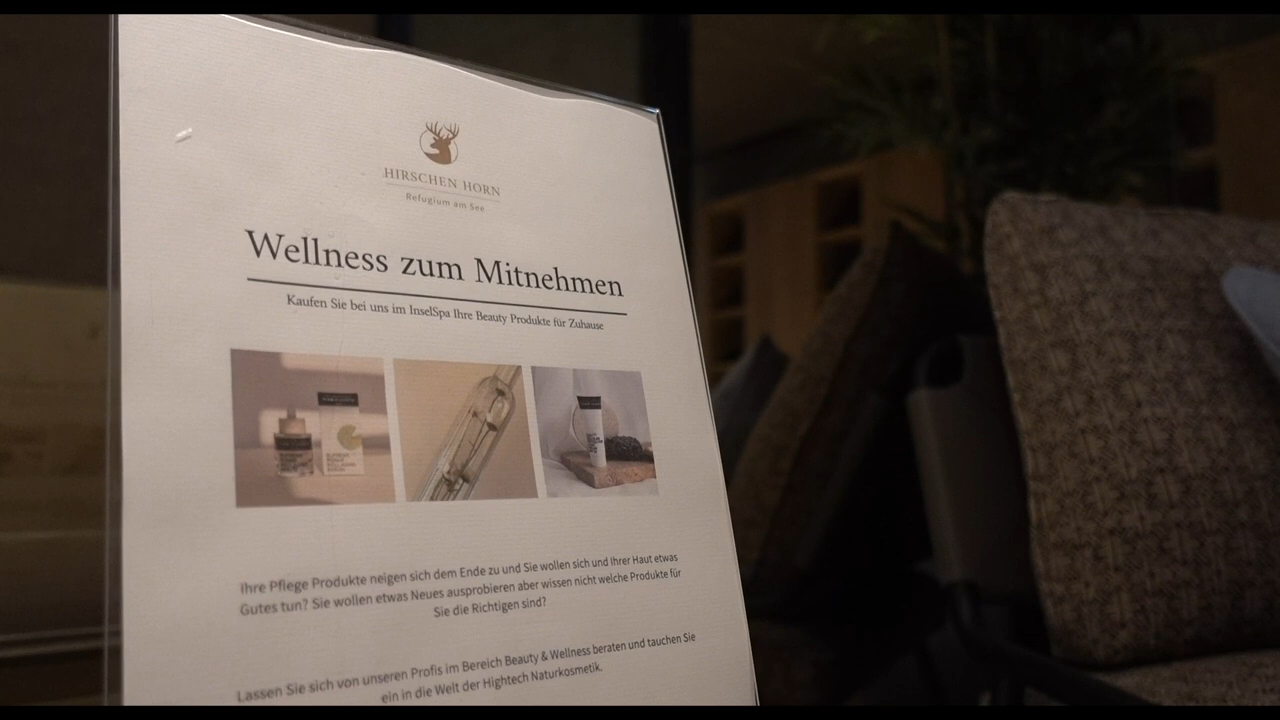 HIRSCHEN HORN
Refugium am See
Wellness zum Mitnehmen
Kaufen Sie bei uns im InselSpa Ihre Beauty Produkte für Zuhause
Ihre Pflege Produkte neigen sich dem Ende zu und Sie wollen sich und Ihrer Haut etwas
Gutes tun? Sie wollen etwas Neues ausprobieren aber wissen nicht welche Produkte für
Sie die Richtigen sind?
Lassen Sie sich von unseren Profis im Bereich Beauty & Wellness beraten und tauchen Sie
ein in die Welt der Hightech Naturkosmetik.